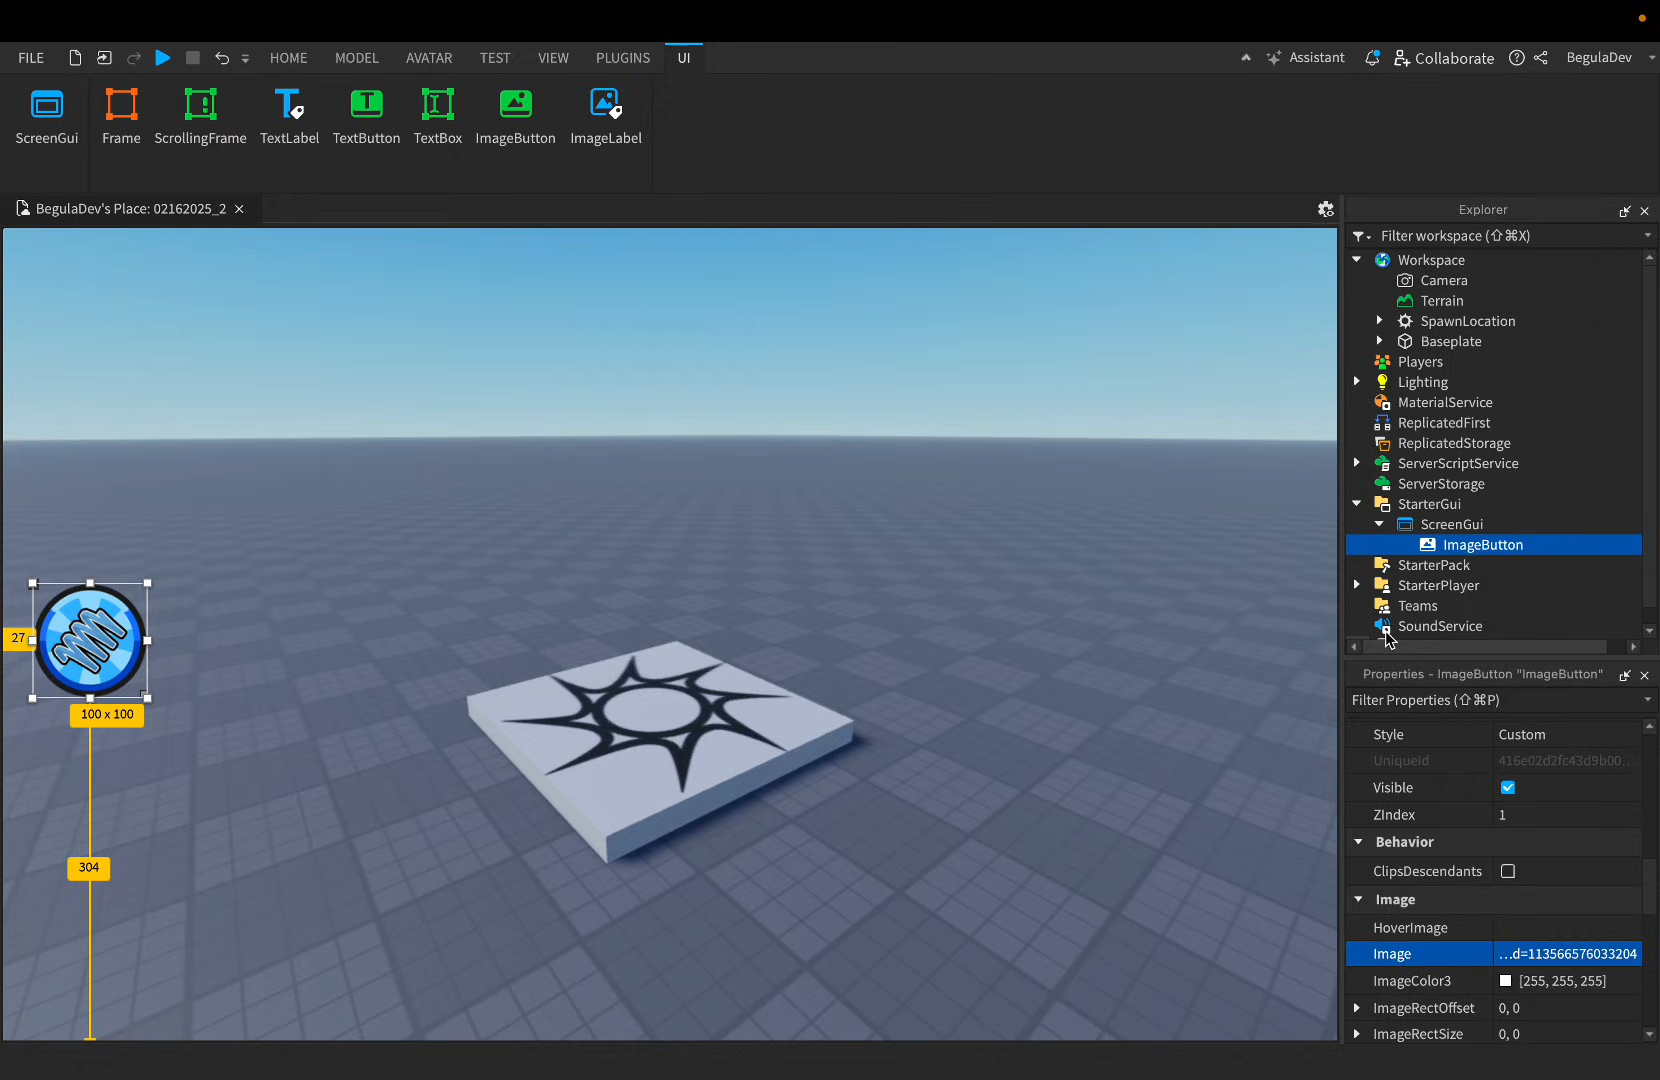 FILE HOME MODEL AVATAR TEST VIEW PLUGINS UI Assistant Collaborate BegulaDev
ScreenGui Frame ScrollingFrame TextLabel TextButton TextBox ImageButton ImageLabel
BegulaDev's Place: 02162025_2
Explorer
Filter workspace (⇧⌘X)
Workspace
Camera
Terrain
SpawnLocation
Baseplate
Players
Lighting
MaterialService
ReplicatedFirst
ReplicatedStorage
ServerScriptService
ServerStorage
StarterGui
ScreenGui
ImageButton
StarterPack
StarterPlayer
Teams
SoundService
27
100 x 100
304
Properties - ImageButton "ImageButton"
Filter Properties (⇧⌘P)
Style Custom
UniqueId 416e02d2fc43d9b00...
Visible
ZIndex 1
Behavior
ClipsDescendants
Image
HoverImage
Image ...d=113566576033204
ImageColor3 [255, 255, 255]
ImageRectOffset 0, 0
ImageRectSize 0, 0